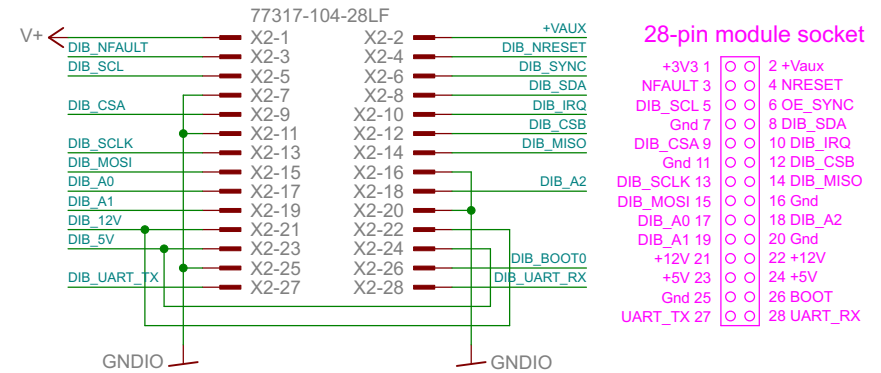 77317-104-28LF
28-pin module socket
V+ X2-1 X2-2 +VAUX
DIB_NFAULT X2-3 X2-4 DIB_NRESET
DIB_SCL X2-5 X2-6 DIB_SYNC
X2-7 X2-8 DIB_SDA
DIB_CSA X2-9 X2-10 DIB_IRQ
X2-11 X2-12 DIB_CSB
DIB_SCLK X2-13 X2-14 DIB_MISO
DIB_MOSI X2-15 X2-16
DIB_A0 X2-17 X2-18 DIB_A2
DIB_A1 X2-19 X2-20
DIB_12V X2-21 X2-22
DIB_5V X2-23 X2-24
X2-25 X2-26 DIB_BOOT0
DIB_UART_TX X2-27 X2-28 DIB_UART_RX
GNDIO GNDIO
+3V3 1 2 +Vaux
NFAULT 3 4 NRESET
DIB_SCL 5 6 OE_SYNC
Gnd 7 8 DIB_SDA
DIB_CSA 9 10 DIB_IRQ
Gnd 11 12 DIB_CSB
DIB_SCLK 13 14 DIB_MISO
DIB_MOSI 15 16 Gnd
DIB_A0 17 18 DIB_A2
DIB_A1 19 20 Gnd
+12V 21 22 +12V
+5V 23 24 +5V
Gnd 25 26 BOOT
UART_TX 27 28 UART_RX